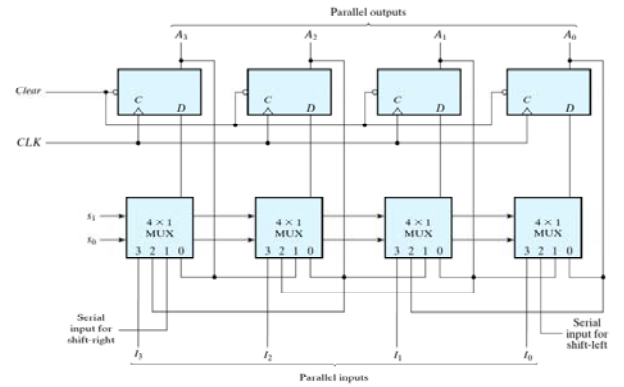 Parallel outputs
A3 A2 A1 A0
Clear
C D C D C D C D
CLK
s1
s0
4 × 1 MUX 4 × 1 MUX 4 × 1 MUX 4 × 1 MUX
3 2 1 0 3 2 1 0 3 2 1 0 3 2 1 0
Serial
input for
shift-right
Serial
input for
shift-left
I3 I2 I1 I0
Parallel inputs